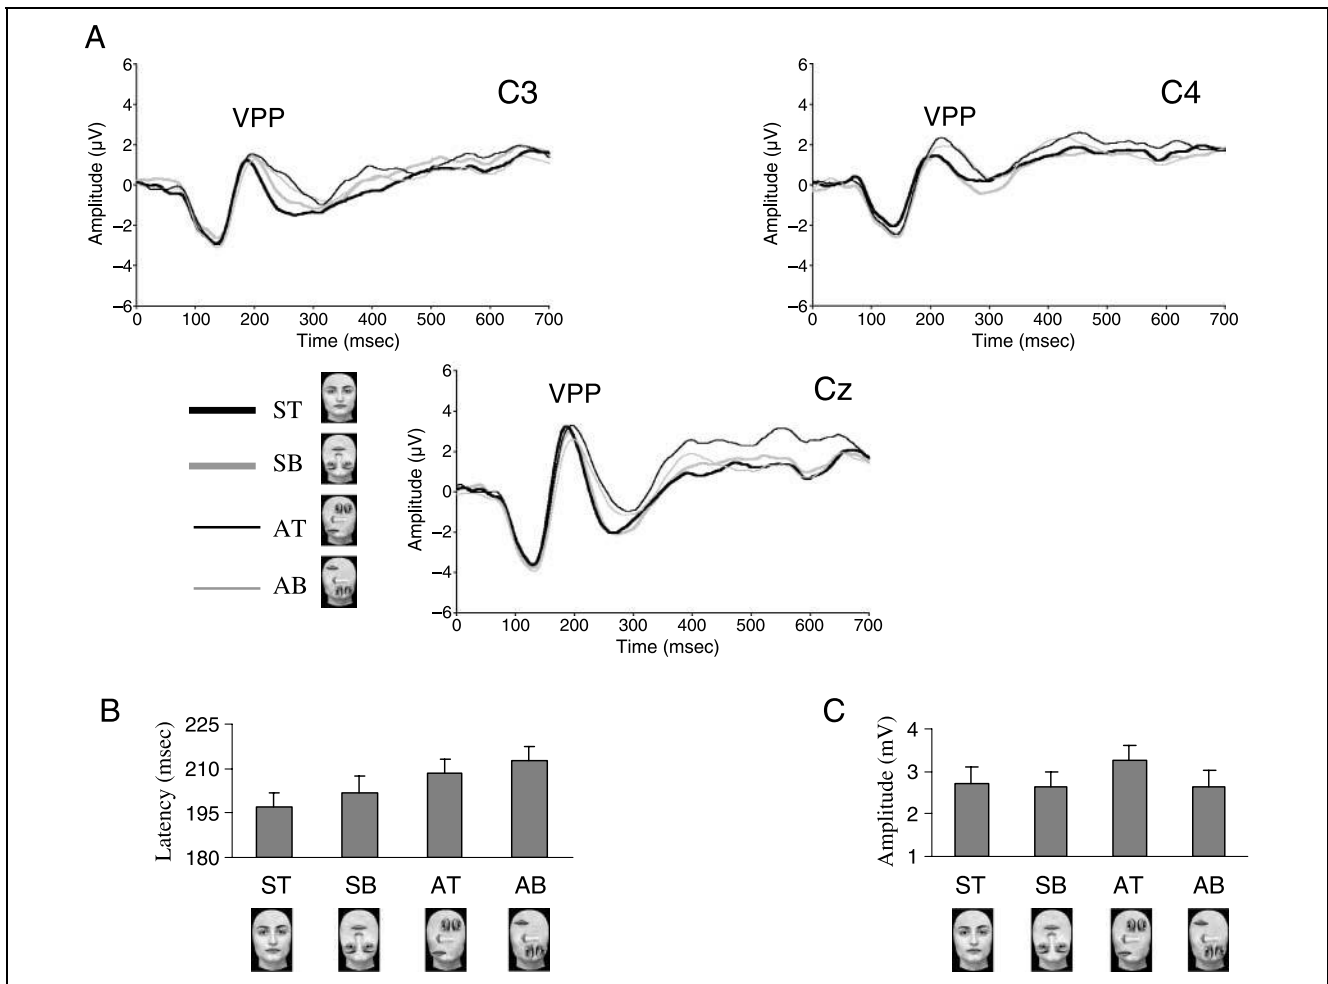 A
C3
VPP
6
4
2
0
–2
–4
–6
Amplitude (µV)
0 100 200 300 400 500 600 700
Time (msec)
C4
VPP
6
4
2
0
–2
–4
–6
Amplitude (µV)
0 100 200 300 400 500 600 700
Time (msec)
ST
SB
AT
AB
Cz
VPP
6
4
2
0
–2
–4
–6
Amplitude (µV)
0 100 200 300 400 500 600 700
Time (msec)
B
225
210
195
180
Latency (msec)
ST SB AT AB
C
4
3
2
1
Amplitude (mV)
ST SB AT AB